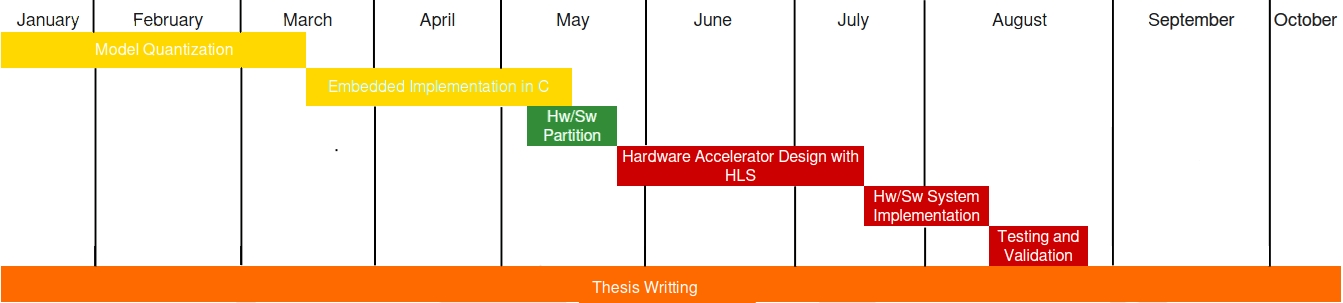 January February March April May June July August September October
Model Quantization
Embedded Implementation in C
Hw/Sw
Partition
Hardware Accelerator Design with
HLS
Hw/Sw System
Implementation
Testing and
Validation
Thesis Writting